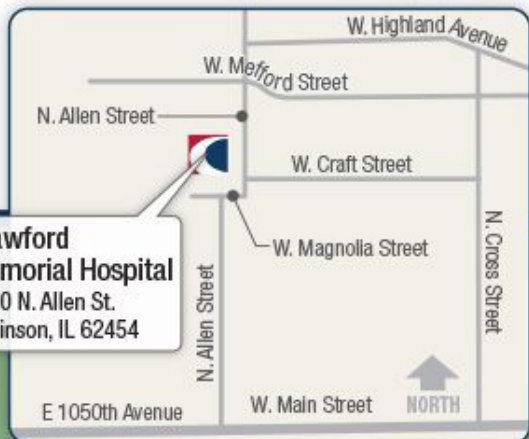 W. Highland Avenue
W. Mefford Street
N. Allen Street
W. Craft Street
W. Magnolia Street
N. Cross Street
awford
morial Hospital
0 N. Allen St.
inson, IL 62454
N. Allen Street
E 1050th Avenue
W. Main Street
NORTH